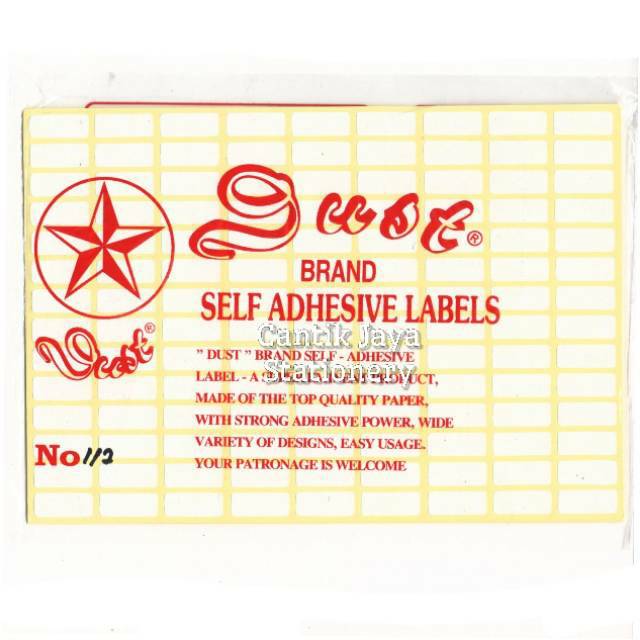 Dust®
BRAND
SELF ADHESIVE LABELS
Cantik Jaya
Stationery
Dust®
" DUST " BRAND SELF - ADHESIVE
LABEL - A PRODUCT,
MADE OF THE TOP QUALITY PAPER,
WITH STRONG ADHESIVE POWER, WIDE
VARIETY OF DESIGNS, EASY USAGE.
YOUR PATRONAGE IS WELCOME
No 112